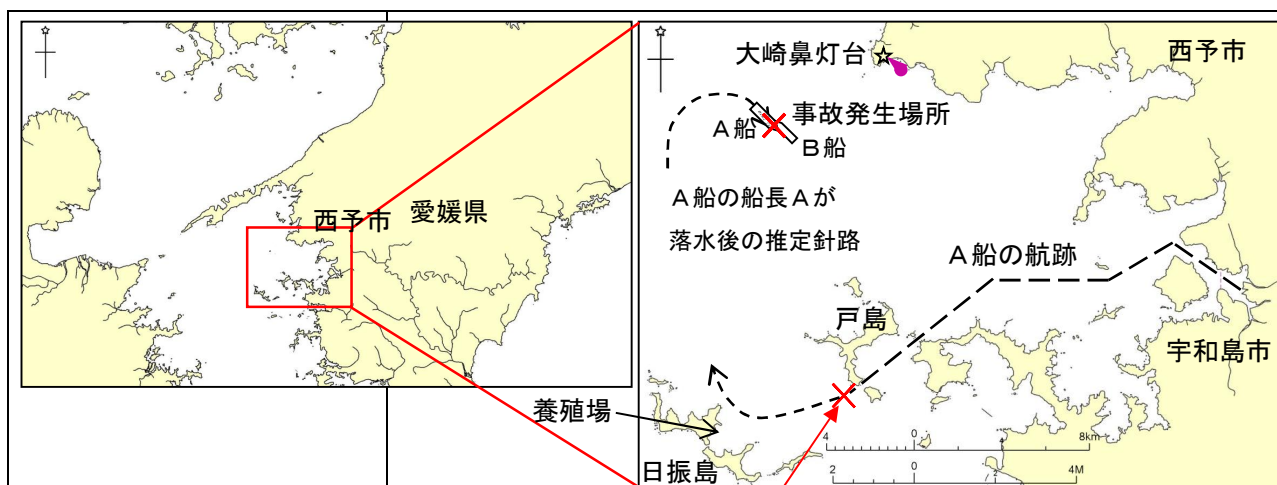 西予市
愛媛県
大崎鼻灯台
西予市
事故発生場所
A船
B船
A船の船長Aが
落水後の推定針路
A船の航跡
戸島
宇和島市
養殖場
日振島
4
0
4
8km
2
0
2
4M